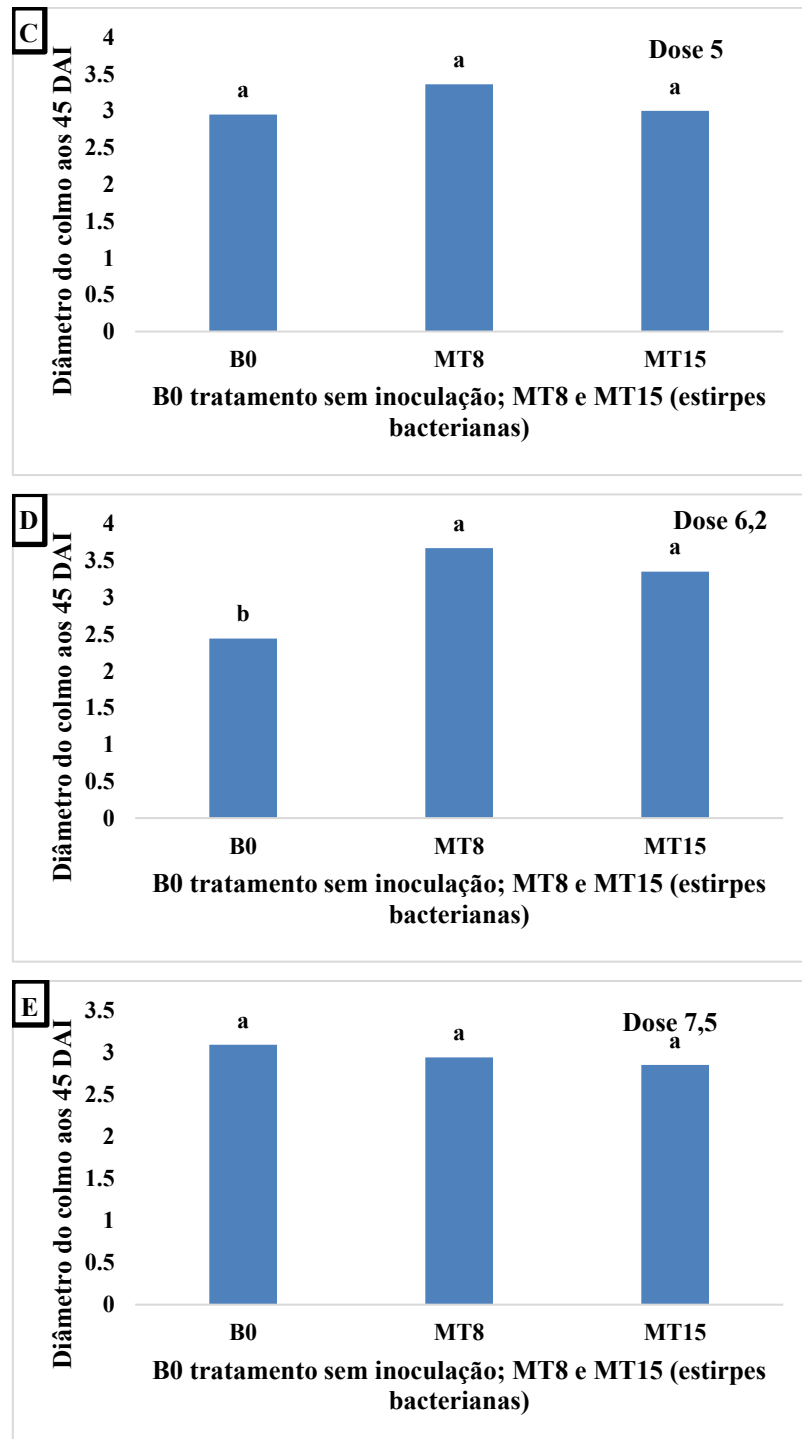 C
Diâmetro do colmo aos 45 DAI
4
3.5
3
2.5
2
1.5
1
0.5
0
Dose 5
a
a
a
B0
MT8
MT15
B0 tratamento sem inoculação; MT8 e MT15 (estirpes
bacterianas)
D
Diâmetro do colmo aos 45 DAI
4
3.5
3
2.5
2
1.5
1
0.5
0
Dose 6,2
b
a
a
B0
MT8
MT15
B0 tratamento sem inoculação; MT8 e MT15 (estirpes
bacterianas)
E
Diâmetro do colmo aos 45 DAI
3.5
3
2.5
2
1.5
1
0.5
0
Dose 7,5
a
a
a
B0
MT8
MT15
B0 tratamento sem inoculação; MT8 e MT15 (estirpes
bacterianas)